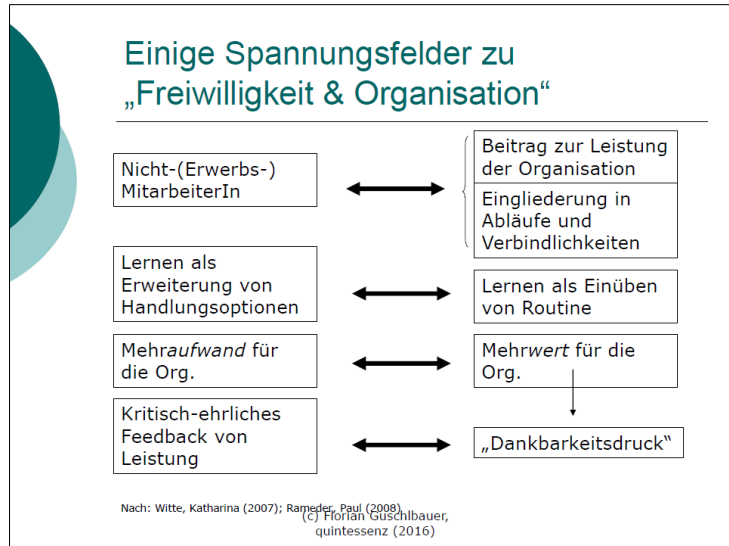 Einige Spannungsfelder zu
„Freiwilligkeit & Organisation“
Nicht-(Erwerbs-)
MitarbeiterIn
Beitrag zur Leistung
der Organisation
Eingliederung in
Abläufe und
Verbindlichkeiten
Lernen als
Erweiterung von
Handlungsoptionen
Lernen als Einüben
von Routine
Mehraufwand für
die Org.
Mehrwert für die
Org.
Kritisch-ehrliches
Feedback von
Leistung
„Dankbarkeitsdruck“
Nach: Witte, Katharina (2007); Rameder, Paul (2008)
(c) Florian Guschlbauer,
quintessenz (2016)